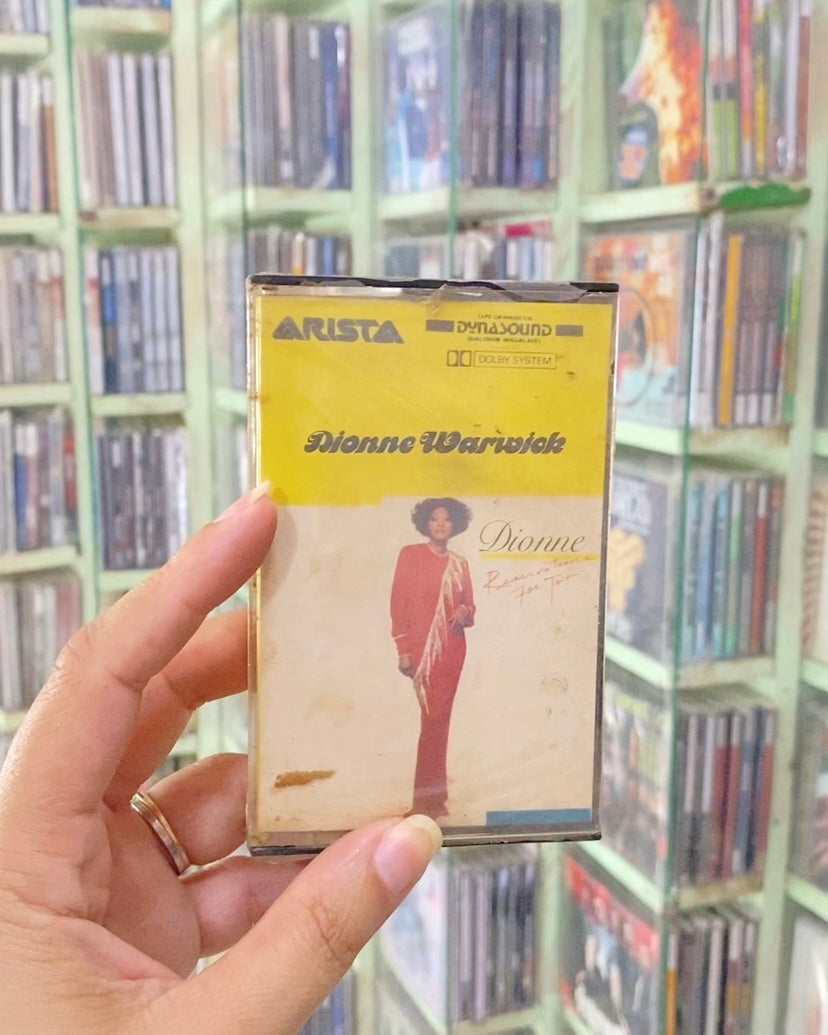 ARISTA
DYNASOUND
DOLBY SYSTEM
Dionne Warwick
Dionne
Reservations
For Two